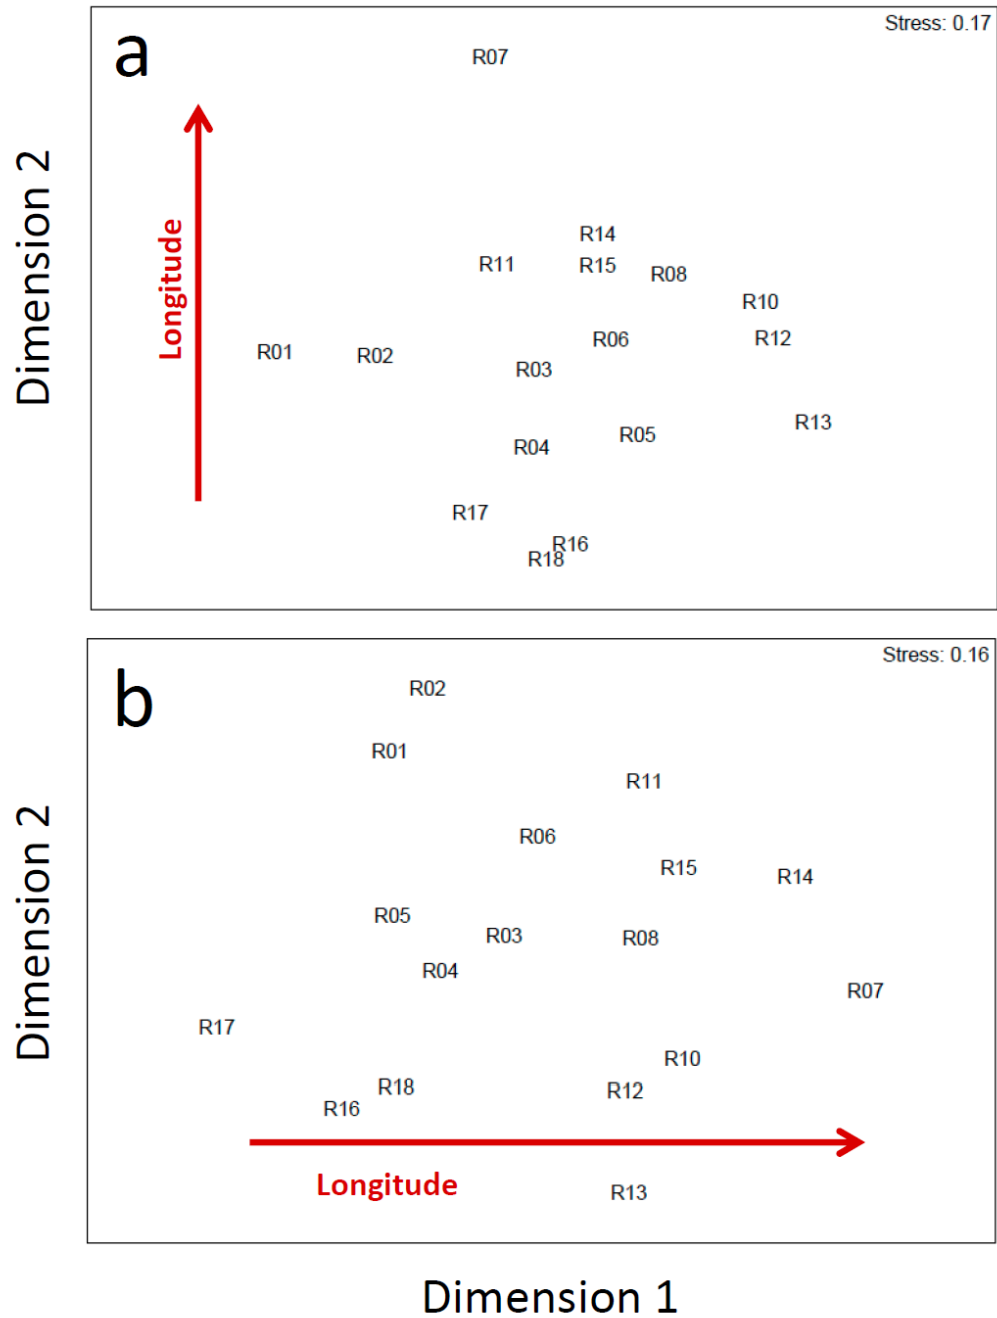 Stress: 0.17
a
R07
Dimension 2
Longitude
R14
R11
R15
R08
R10
R06
R12
R01
R02
R03
R13
R05
R04
R17
R16
R18
Stress: 0.16
b
R02
R01
R11
Dimension 2
R06
R15
R14
R05
R03
R08
R04
R07
R17
R10
R18
R12
R16
Longitude
R13
Dimension 1